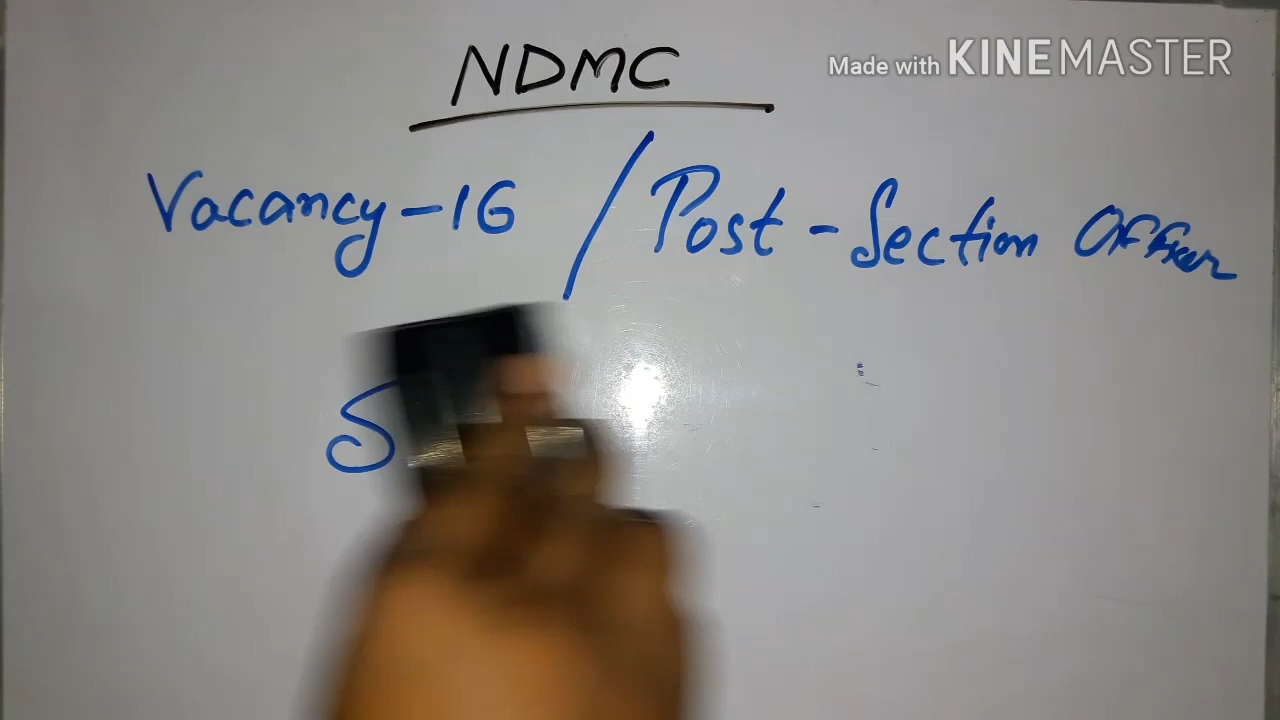 NDMC
Made with KINEMASTER
Vacancy-16 / Post - Section Officer
S